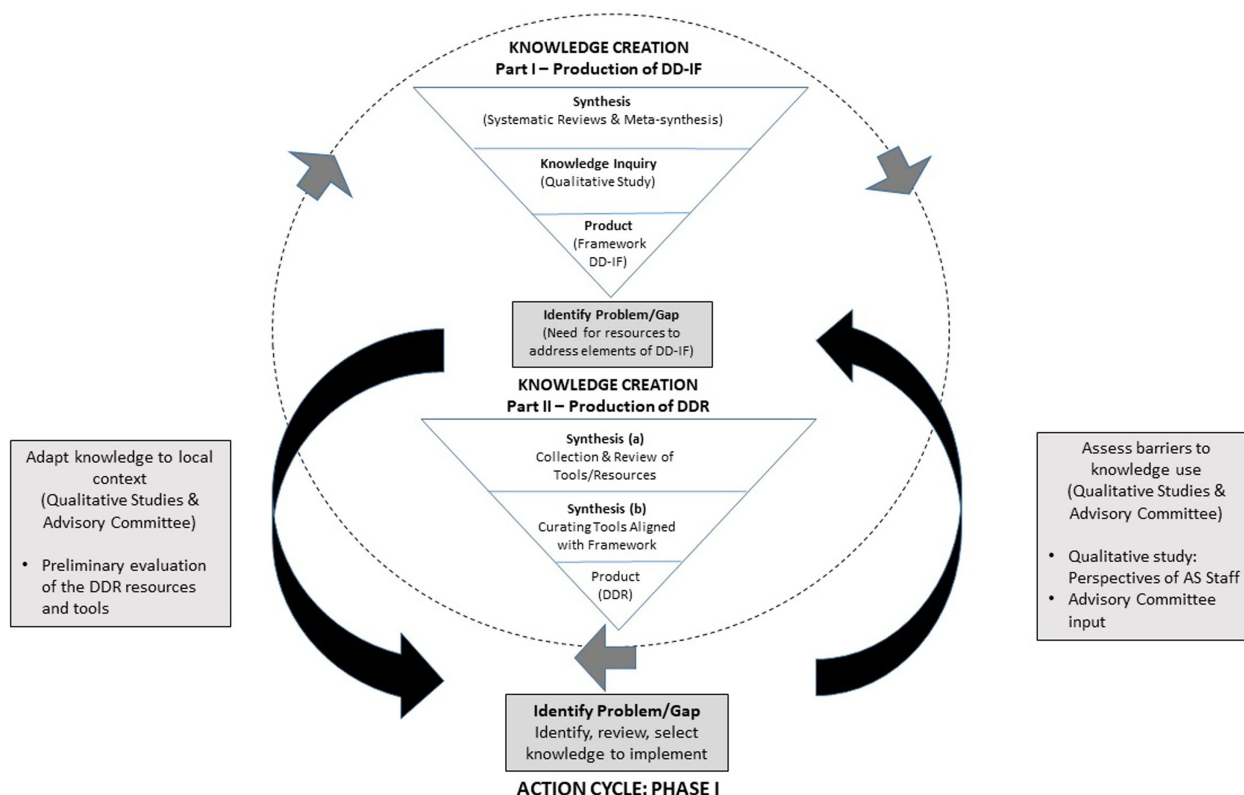 KNOWLEDGE CREATION
Part I – Production of DD-IF
Synthesis
(Systematic Reviews & Meta-synthesis)
Knowledge Inquiry
(Qualitative Study)
Product
(Framework
DD-IF)
Identify Problem/Gap
(Need for resources to
address elements of DD-IF)
KNOWLEDGE CREATION
Part II – Production of DDR
Synthesis (a)
Collection & Review of
Tools/Resources
Synthesis (b)
Curating Tools Aligned
with Framework
Product
(DDR)
Adapt knowledge to local
context
(Qualitative Studies &
Advisory Committee)
• Preliminary evaluation
of the DDR resources
and tools
Assess barriers to
knowledge use
(Qualitative Studies &
Advisory Committee)
• Qualitative study:
Perspectives of AS Staff
• Advisory Committee
input
Identify Problem/Gap
Identify, review, select
knowledge to implement
ACTION CYCLE: PHASE I